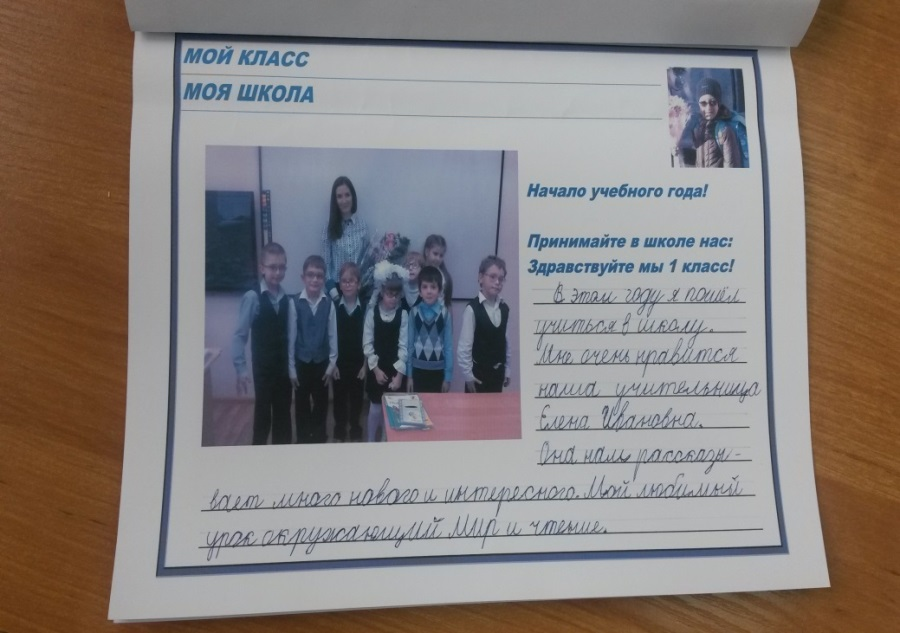 МОЙ КЛАСС
МОЯ ШКОЛА
Начало учебного года!
Принимайте в школе нас:
Здравствуйте мы 1 класс!
В этом году я пошёл
учиться в школу.
Мне очень нравится
наша учительница
Елена Ивановна.
Она нам рассказы-
вает много нового и интересного. Мой любимый
урок окружающий мир и чтение.